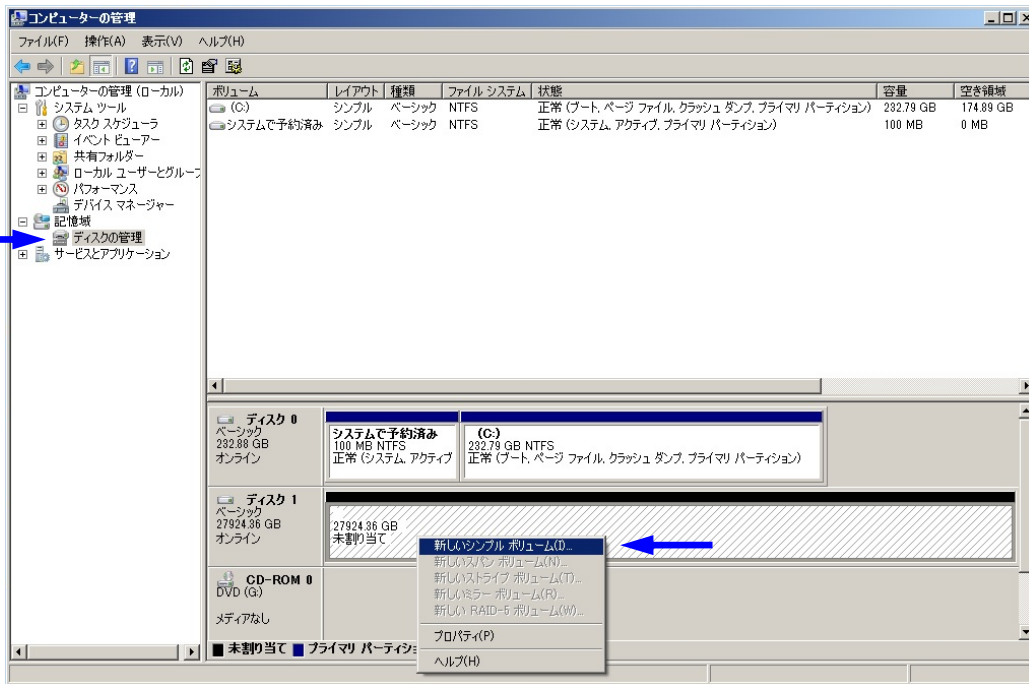 コンピューターの管理
ファイル(F) 操作(A) 表示(V) ヘルプ(H)
コンピューターの管理 (ローカル)
システム ツール
タスク スケジューラ
イベント ビューアー
共有フォルダー
ローカル ユーザーとグループ
パフォーマンス
デバイス マネージャー
記憶域
ディスクの管理
サービスとアプリケーション
ボリューム レイアウト 種類 ファイル システム 状態 容量 空き領域
(C:) シンプル ベーシック NTFS 正常 (ブート, ページ ファイル, クラッシュ ダンプ, プライマリ パーティション) 232.79 GB 174.89 GB
システムで予約済み シンプル ベーシック NTFS 正常 (システム, アクティブ, プライマリ パーティション) 100 MB 0 MB
ディスク 0
ベーシック
232.88 GB
オンライン
システムで予約済み
100 MB NTFS
正常 (システム, アクティブ
(C:)
232.79 GB NTFS
正常 (ブート, ページ ファイル, クラッシュ ダンプ, プライマリ パーティション)
ディスク 1
ベーシック
27924.36 GB
オンライン
27924.36 GB
未割り当て
新しいシンプル ボリューム(I)...
新しいスパン ボリューム(N)...
新しいストライプ ボリューム(T)...
新しいミラー ボリューム(R)...
新しい RAID-5 ボリューム(W)...
プロパティ(P)
ヘルプ(H)
CD-ROM 0
DVD (G:)
メディアなし
未割り当て プライマリ パーティショ